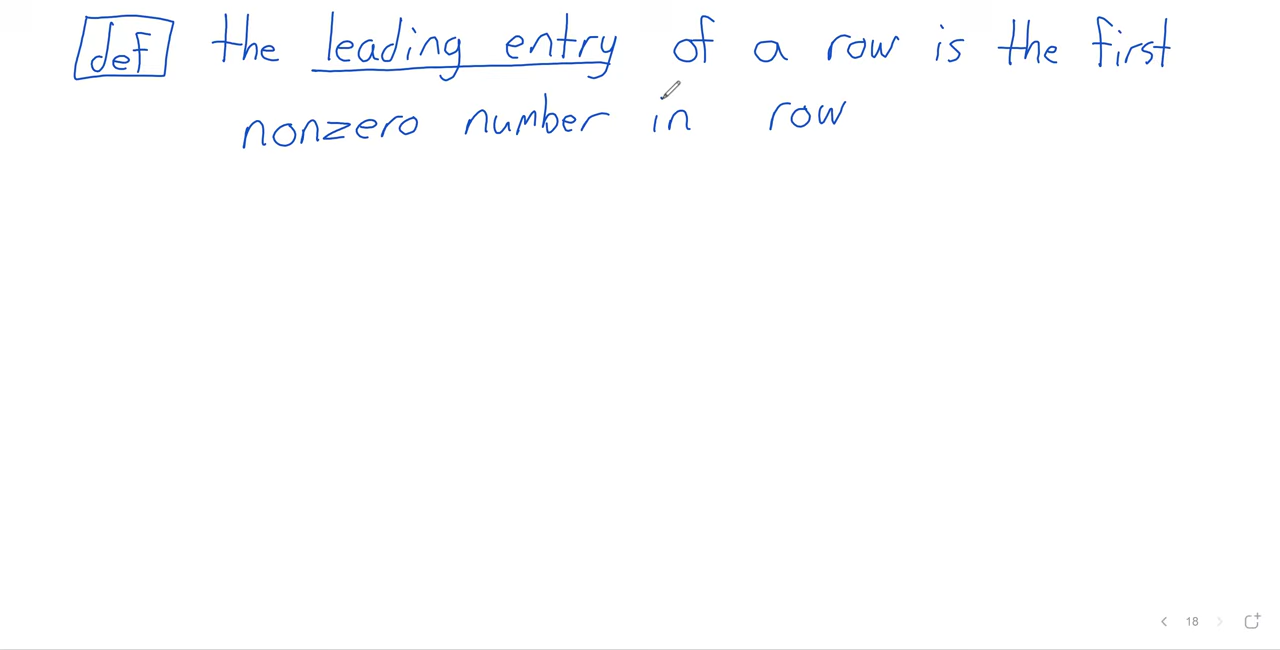 def the leading entry of a row is the first
nonzero number in row
18